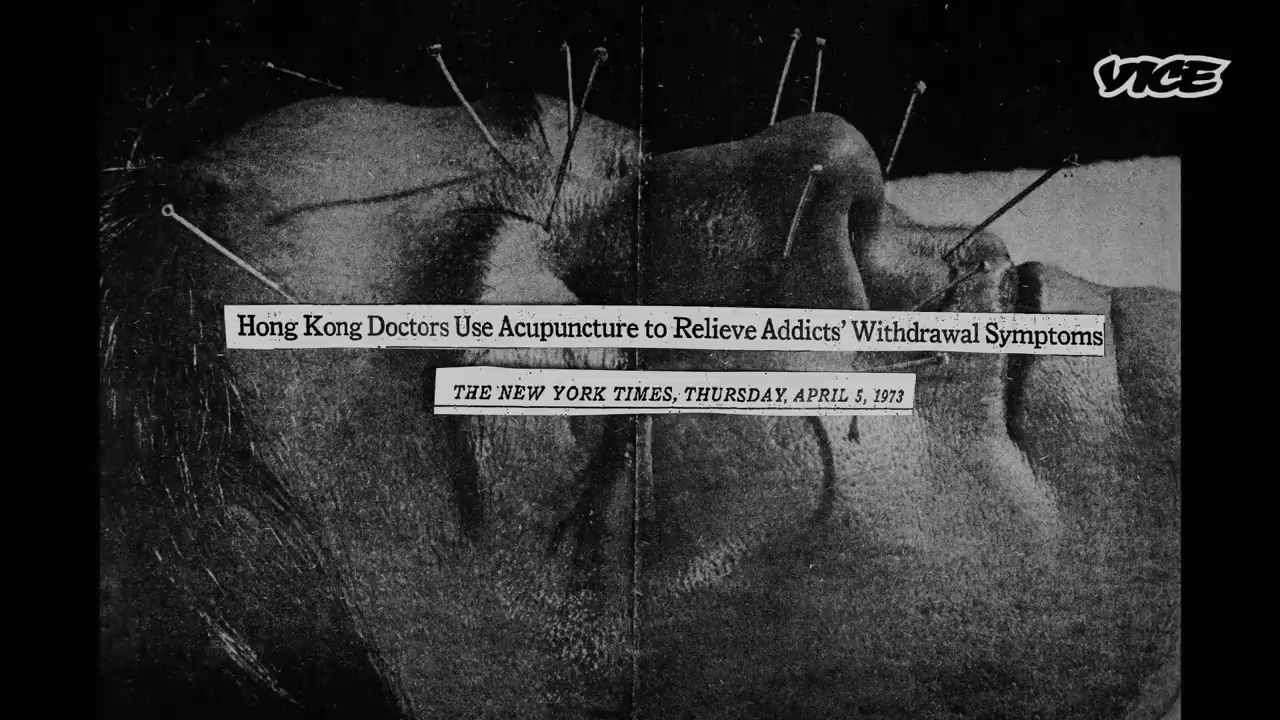 VICE
Hong Kong Doctors Use Acupuncture to Relieve Addicts’ Withdrawal Symptoms
THE NEW YORK TIMES, THURSDAY, APRIL 5, 1973